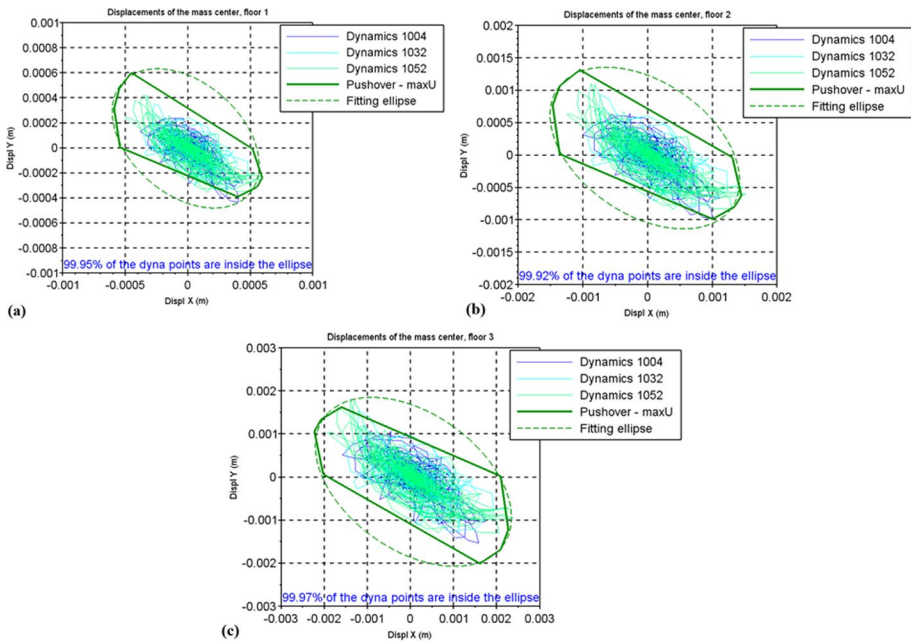 Displacements of the mass center, floor 1
Dynamics 1004
Dynamics 1032
Dynamics 1052
Pushover - maxU
Fitting ellipse
0.001
0.0008
0.0006
0.0004
0.0002
0
-0.0002
-0.0004
-0.0006
-0.0008
-0.001
Displ Y (m)
99.95% of the dyna points are inside the ellipse
-0.001 -0.0005 0 0.0005 0.001
Displ X (m)
(a)
Displacements of the mass center, floor 2
Dynamics 1004
Dynamics 1032
Dynamics 1052
Pushover - maxU
Fitting ellipse
0.002
0.0015
0.001
0.0005
0
-0.0005
-0.001
-0.0015
-0.002
Displ Y (m)
99.92% of the dyna points are inside the ellipse
-0.002 -0.001 0 0.001 0.002
Displ X (m)
(b)
Displacements of the mass center, floor 3
Dynamics 1004
Dynamics 1032
Dynamics 1052
Pushover - maxU
Fitting ellipse
0.003
0.002
0.001
0
-0.001
-0.002
-0.003
Displ Y (m)
99.97% of the dyna points are inside the ellipse
-0.003 -0.002 -0.001 0 0.001 0.002 0.003
Displ X (m)
(c)